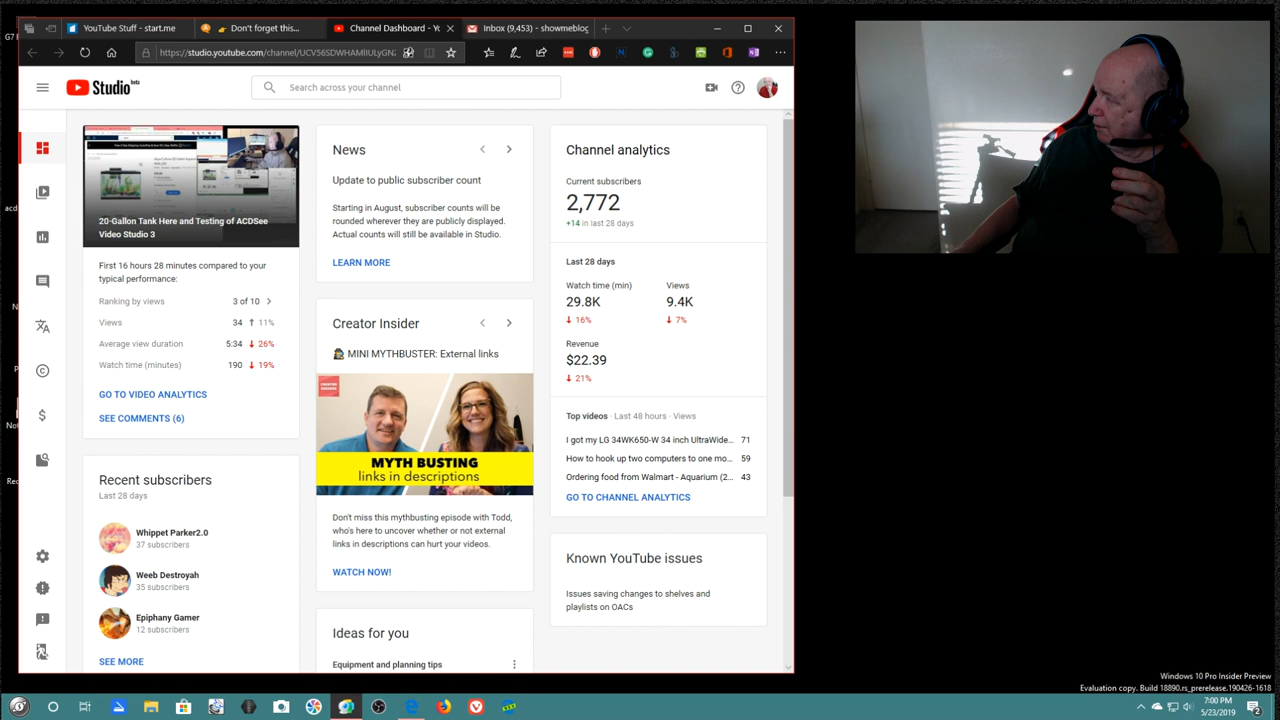 YouTube Stuff - start.me
Don't forget this...
Channel Dashboard - Yo
Inbox (9,453) - showmeblog
https://studio.youtube.com/channel/UCV56SDWHAMlIUlyGN
Studio beta
Search across your channel
20-Gallon Tank Here and Testing of ACDSee
Video Studio 3
First 16 hours 28 minutes compared to your
typical performance:
Ranking by views 3 of 10
Views 34 ↑ 11%
Average view duration 5:34 ↓ 26%
Watch time (minutes) 190 ↓ 19%
GO TO VIDEO ANALYTICS
SEE COMMENTS (6)
Recent subscribers
Last 28 days
Whippet Parker2.0
37 subscribers
Weeb Destroyah
35 subscribers
Epiphany Gamer
12 subscribers
SEE MORE
News
Update to public subscriber count
Starting in August, subscriber counts will be
rounded wherever they are publicly displayed.
Actual counts will still be available in Studio.
LEARN MORE
Creator Insider
MINI MYTHBUSTER: External links
MYTH BUSTING
links in descriptions
Don't miss this mythbusting episode with Todd,
who's here to uncover whether or not external
links in descriptions can hurt your videos.
WATCH NOW!
Ideas for you
Equipment and planning tips
Channel analytics
Current subscribers
2,772
+14 in last 28 days
Last 28 days
Watch time (min) Views
29.8K 9.4K
↓ 16% ↓ 7%
Revenue
$22.39
↓ 21%
Top videos · Last 48 hours · Views
I got my LG 34WK650-W 34 inch UltraWide... 71
How to hook up two computers to one mo... 59
Ordering food from Walmart - Aquarium (2... 43
GO TO CHANNEL ANALYTICS
Known YouTube issues
Issues saving changes to shelves and
playlists on OACs
G7
acd
N
P
Not
Rec
Windows 10 Pro Insider Preview
Evaluation copy. Build 18890.rs_prerelease.190426-1618
7:00 PM
5/23/2019
2